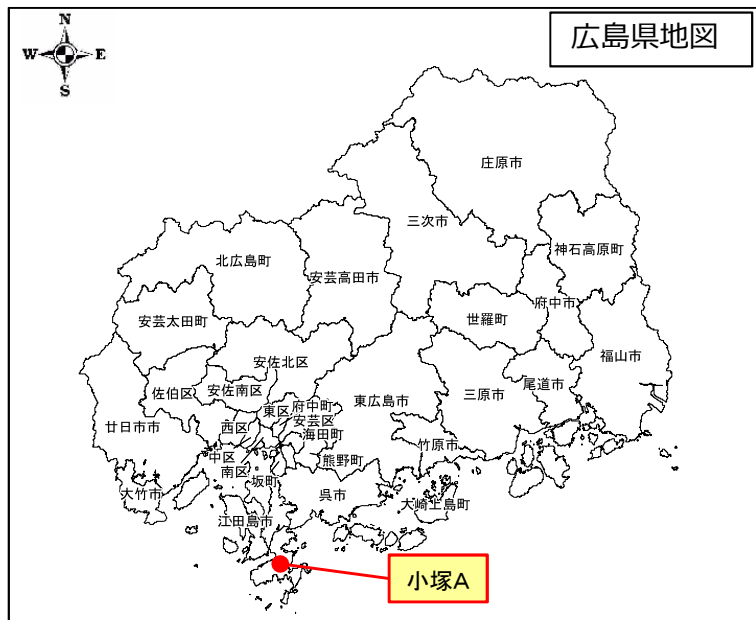 広島県地図
N
W E
S
庄原市
三次市
神石高原町
北広島町
安芸高田市
府中市
世羅町
安芸太田町
福山市
安佐北区
佐伯区
安佐南区
尾道市
三原市
東広島市
東区
府中町
安芸区
廿日市市
西区
海田町
竹原市
中区
熊野町
南区
坂町
大竹市
呉市
大崎上島町
江田島市
小塚A